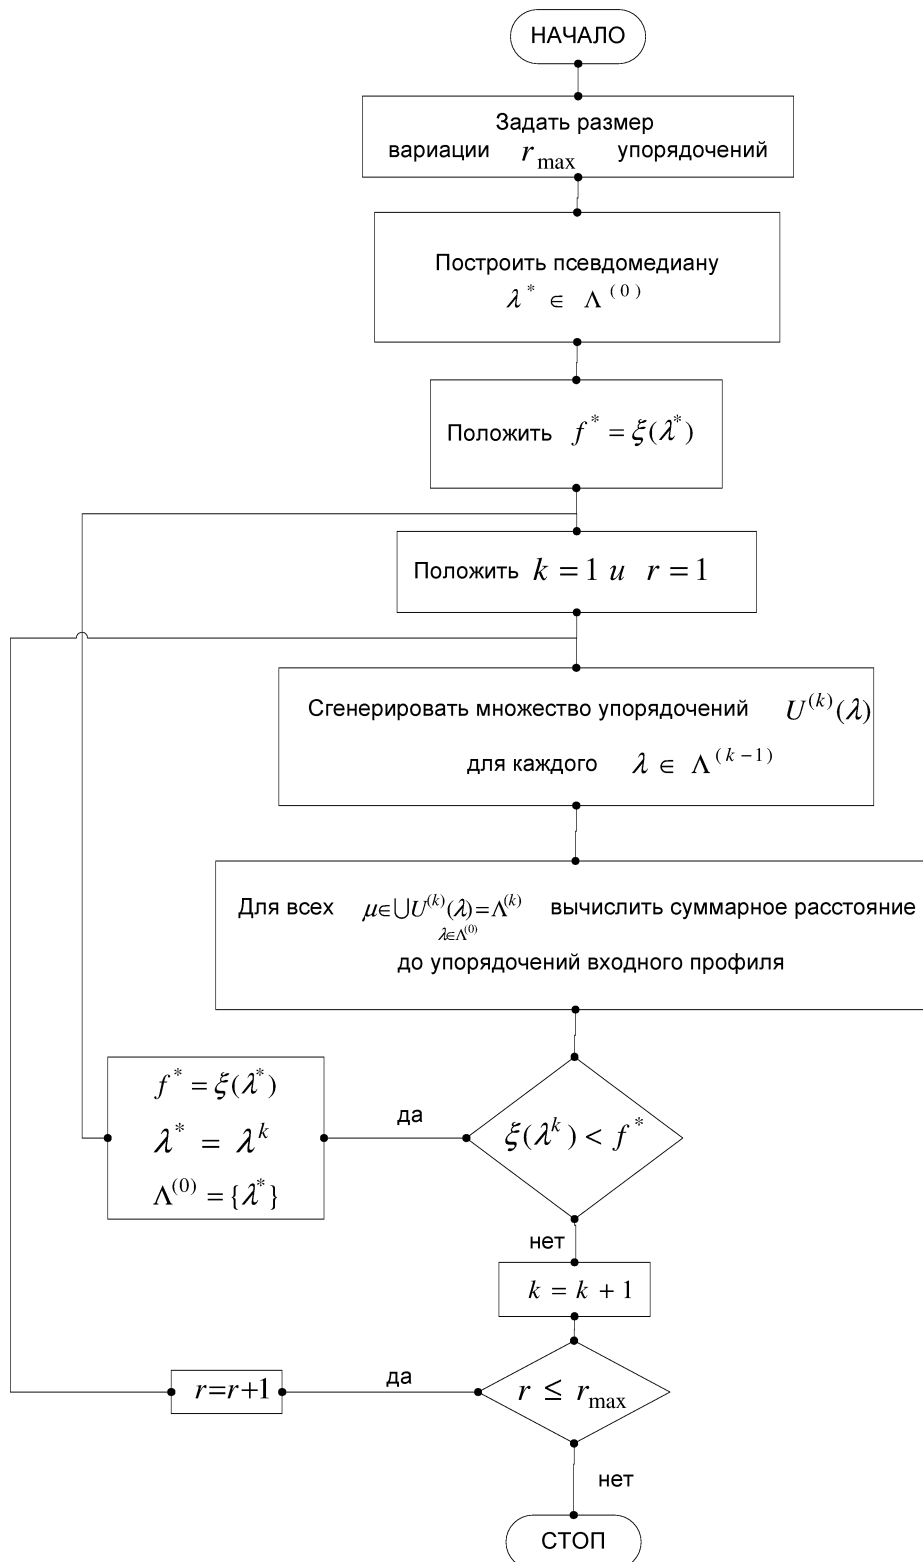 НАЧАЛО
Задать размер
вариации r_max упорядочений
Построить псевдомедиану
λ* ∈ Λ^(0)
Положить f* = ξ(λ*)
Положить k = 1 и r = 1
Сгенерировать множество упорядочений U^(k)(λ)
для каждого λ ∈ Λ^(k−1)
Для всех μ∈∪U^(k)(λ)=Λ^(k) вычислить суммарное расстояние
λ∈Λ^(0)
до упорядочений входного профиля
f* = ξ(λ*)
λ* = λ^k
Λ^(0) = {λ*}
да
ξ(λ^k) < f*
нет
k = k + 1
r=r+1
да
r ≤ r_max
нет
СТОП